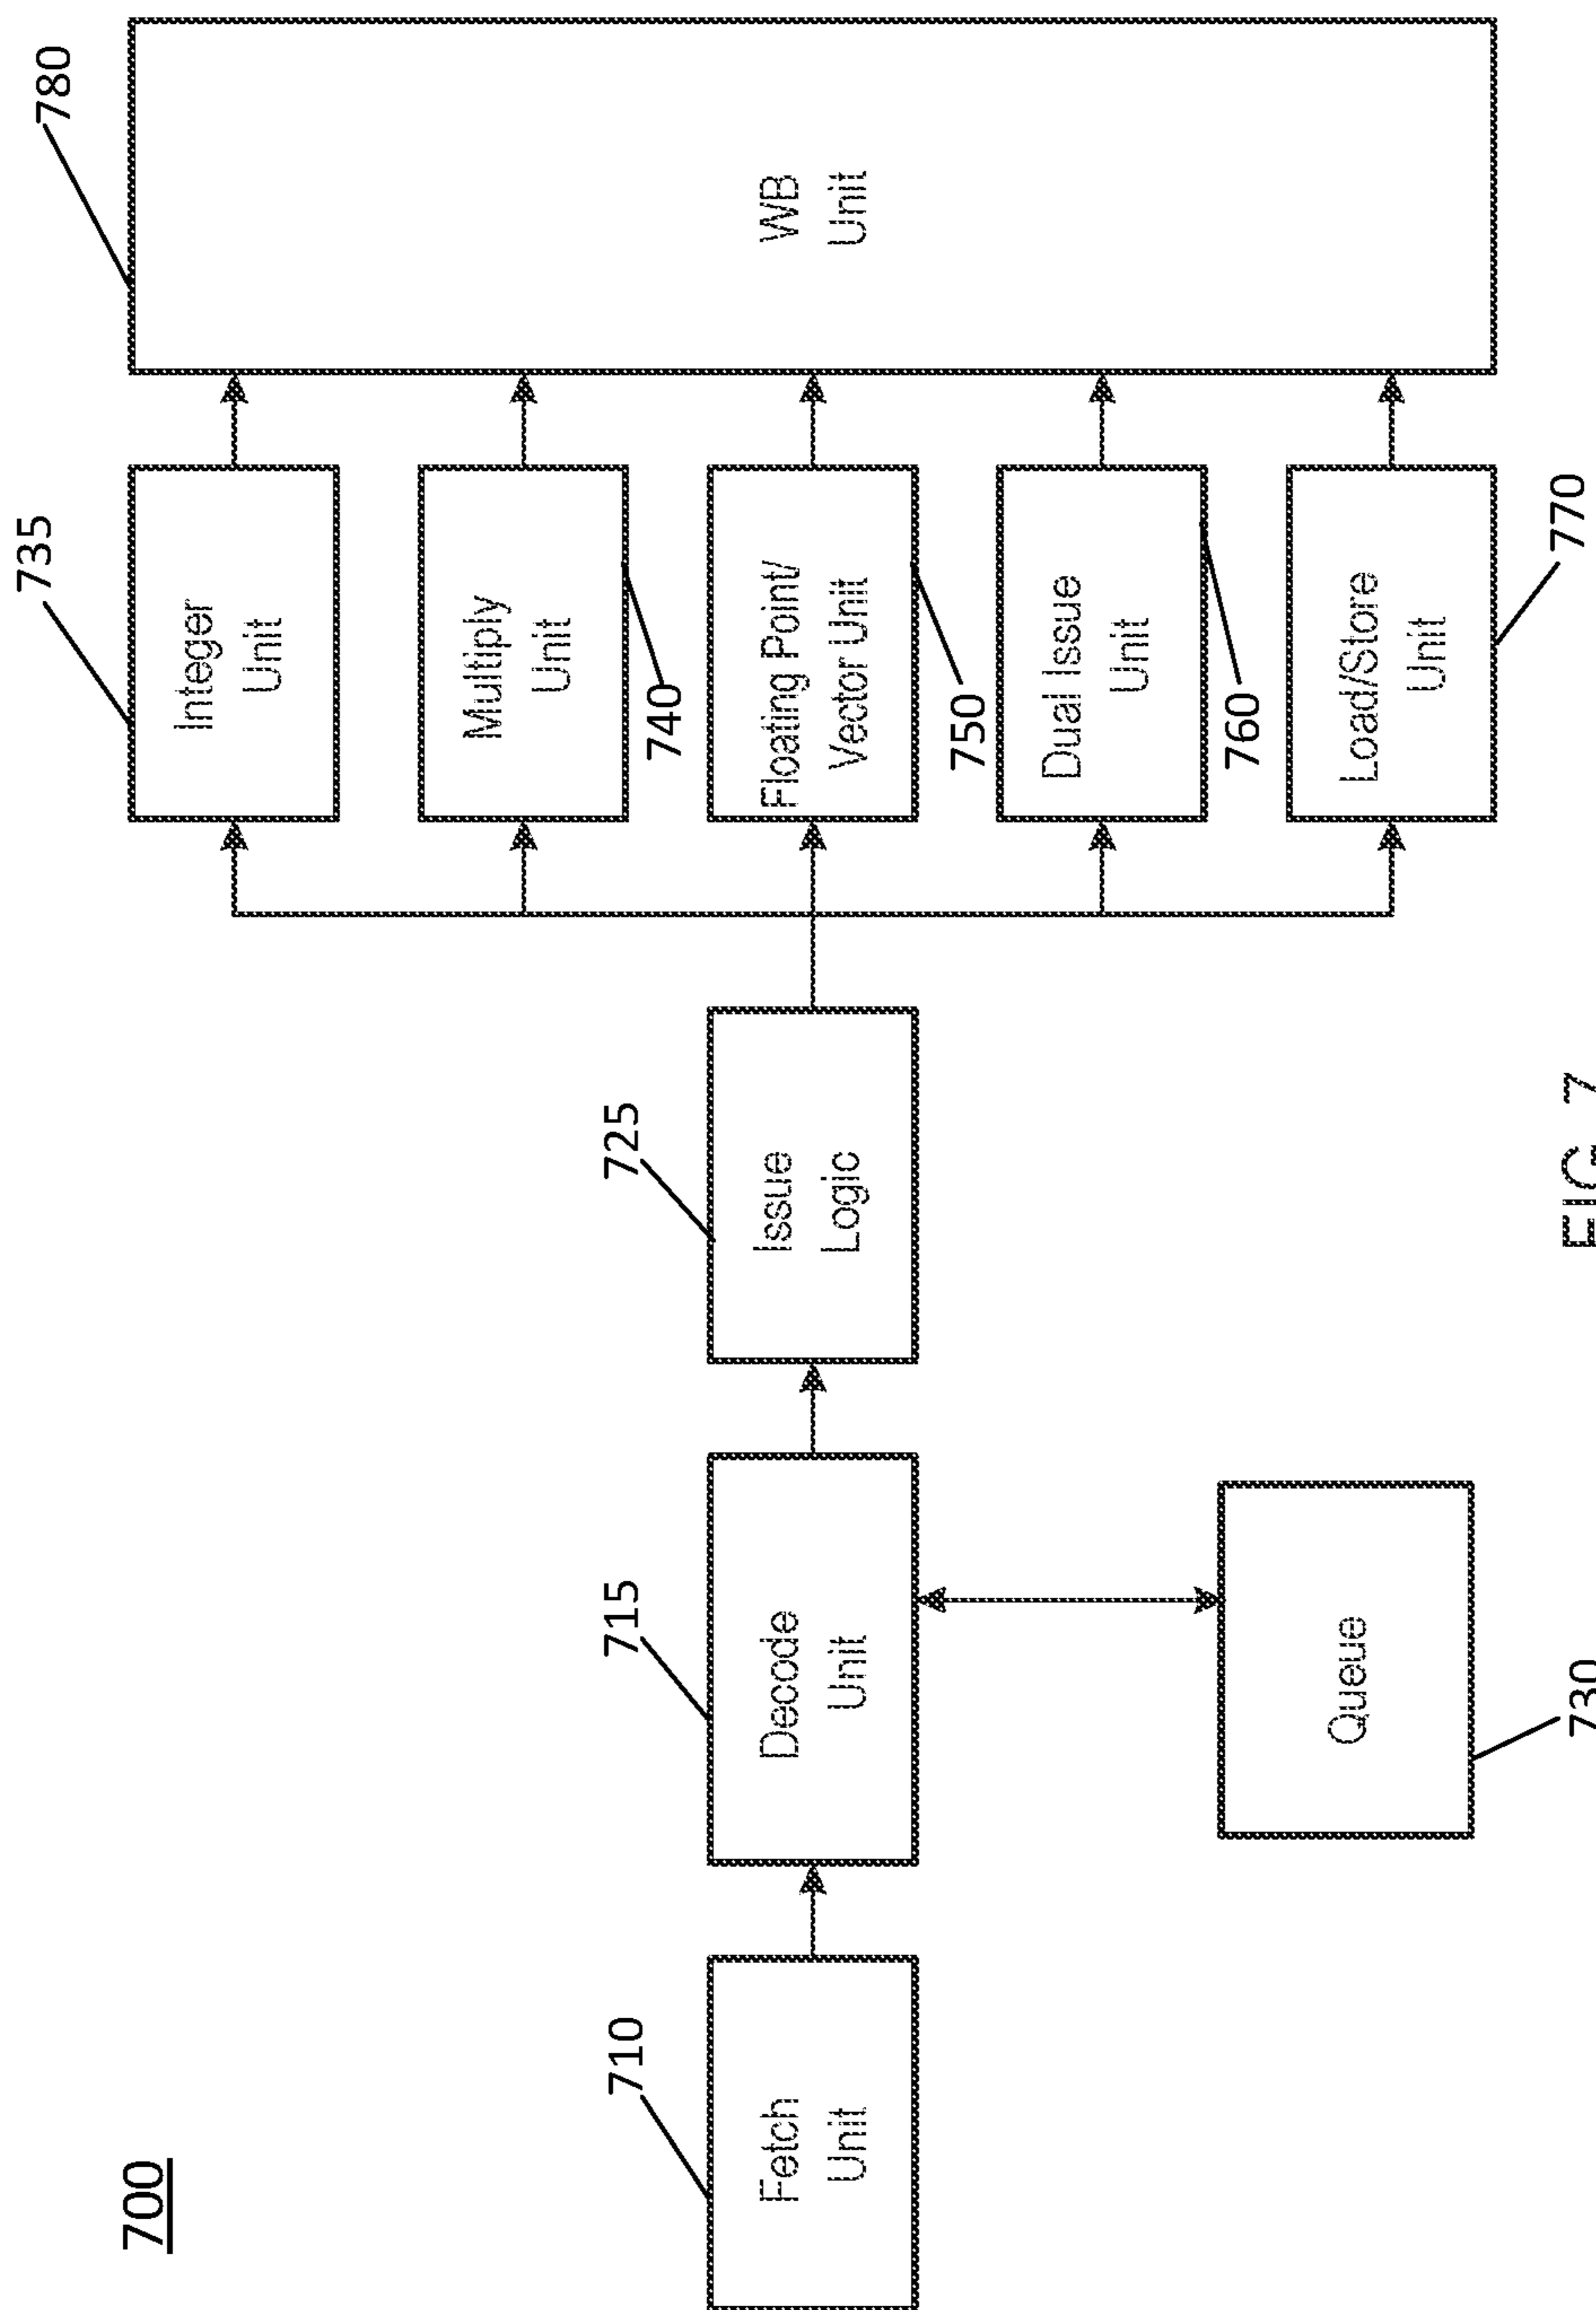 700
710
Fetch
Unit
715
Decode
Unit
Queue
730
725
Issue
Logic
735
Integer
Unit
Multiply
Unit
740
Floating Point/
Vector Unit
750
Dual Issue
Unit
760
Load/Store
Unit
770
780
WB
Unit
FIG. 7